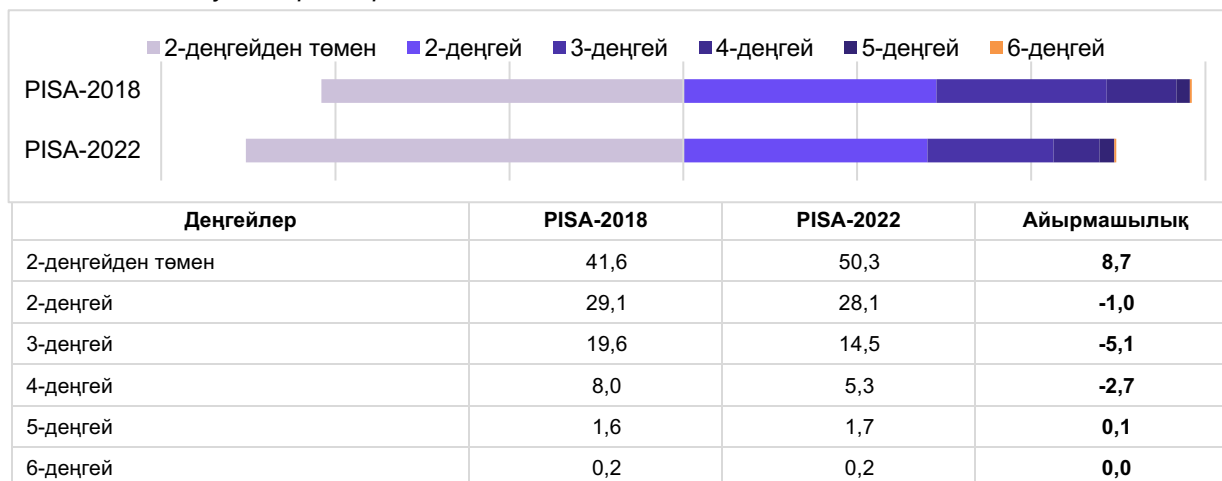 2-деңгейден төмен 2-деңгей 3-деңгей 4-деңгей 5-деңгей 6-деңгей
PISA-2018
PISA-2022
Деңгейлер PISA-2018 PISA-2022 Айырмашылық
2-деңгейден төмен 41,6 50,3 8,7
2-деңгей 29,1 28,1 -1,0
3-деңгей 19,6 14,5 -5,1
4-деңгей 8,0 5,3 -2,7
5-деңгей 1,6 1,7 0,1
6-деңгей 0,2 0,2 0,0